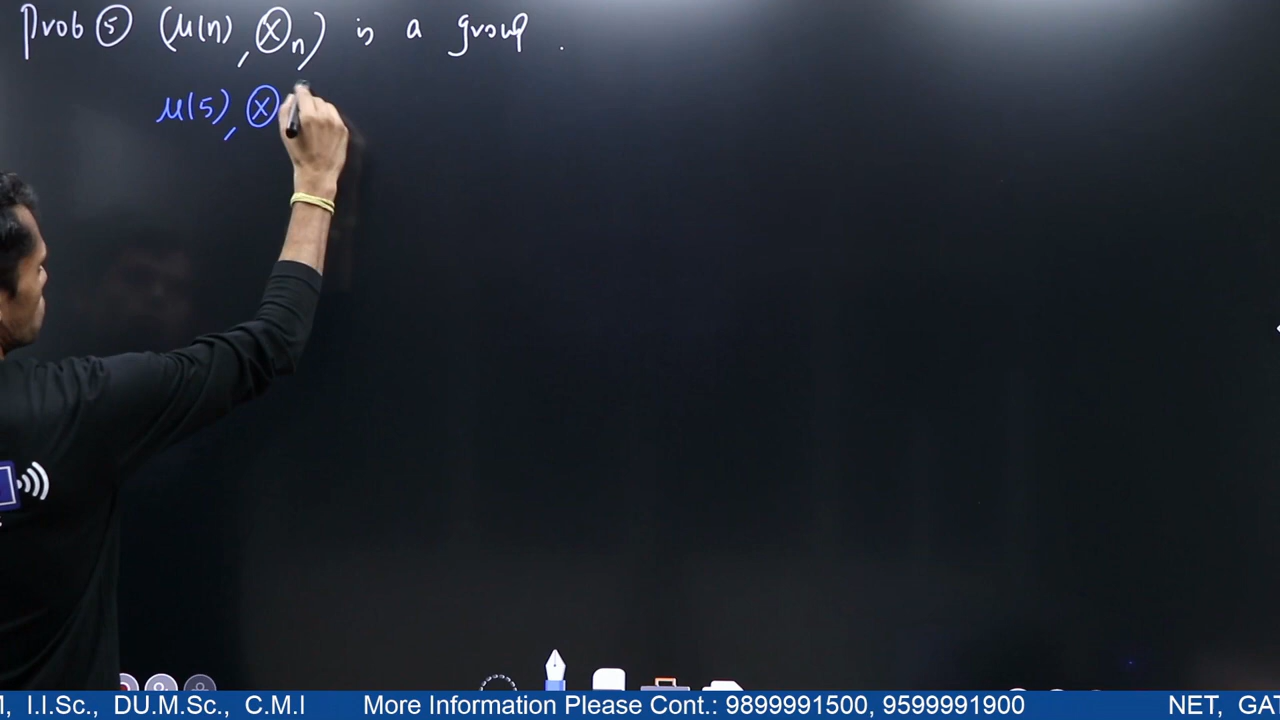 Prob ⑤ (μ(n), ⊗ₙ) is a group.
μ(5), ⊗
M, I.I.Sc., DU.M.Sc., C.M.I More Information Please Cont.: 9899991500, 9599991900 NET, GAT